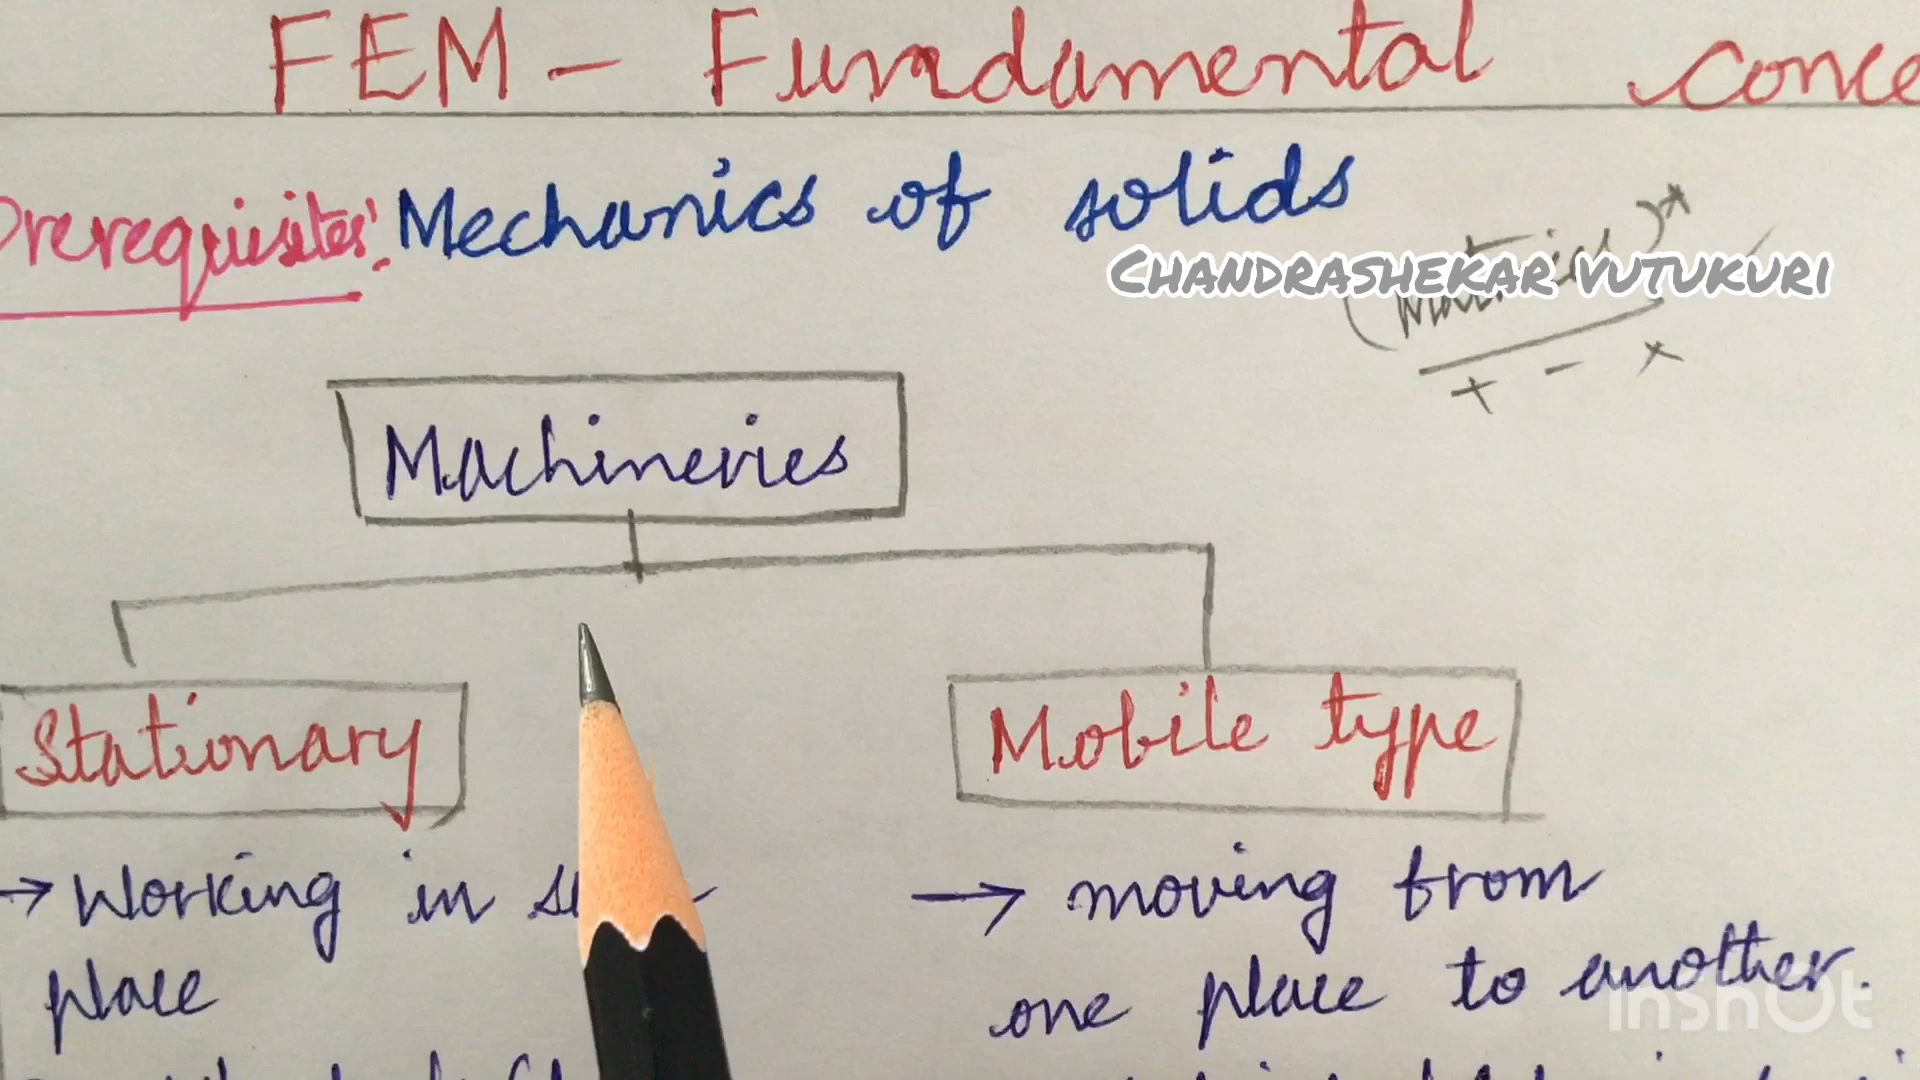 FEM - Fundamental conce
Prerequisites: Mechanics of solids
(Matrices)*
CHANDRASHEKAR VUTUKURI
+ - ×
Machineries
Stationary
Mobile type
→ Working in
place
→ moving from
one place to another.
INSHOT